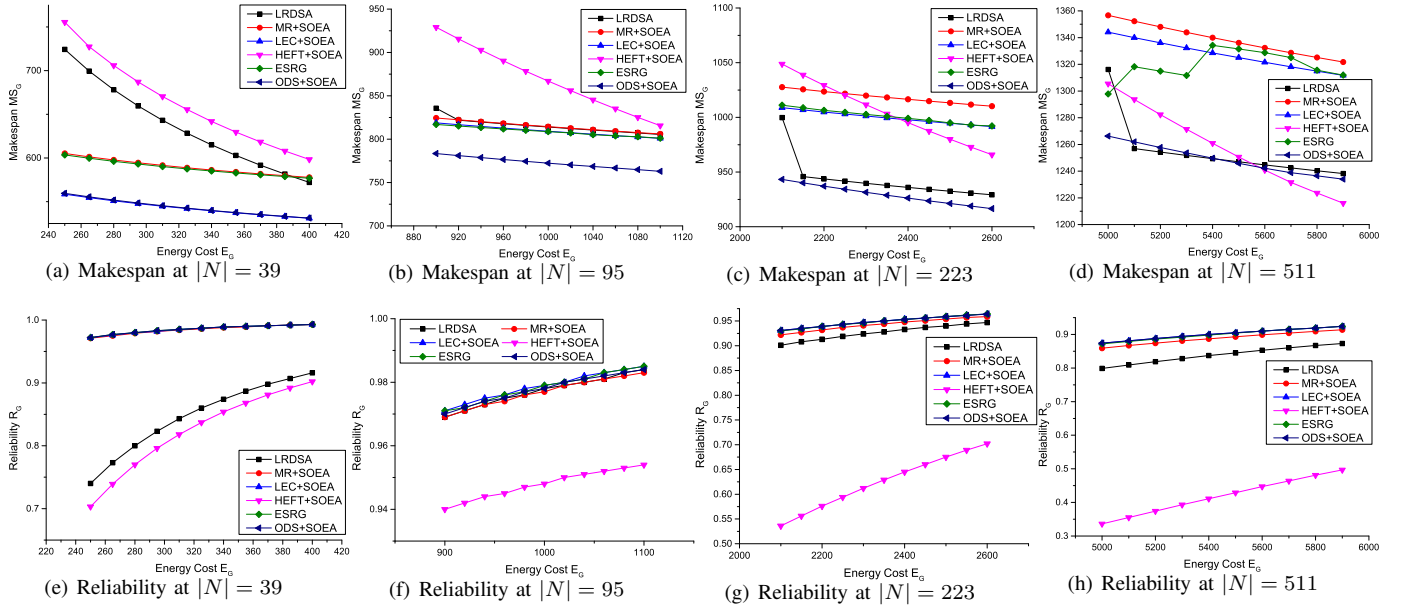 Makespan MS_G
700
600
240 260 280 300 320 340 360 380 400 420
Energy Cost E_G
LRDSA
MR+SOEA
LEC+SOEA
HEFT+SOEA
ESRG
ODS+SOEA
(a) Makespan at |N| = 39
Makespan MS_G
950
900
850
800
750
700
880 920 960 1000 1040 1080 1120
Energy Cost E_G
LRDSA
MR+SOEA
LEC+SOEA
HEFT+SOEA
ESRG
ODS+SOEA
(b) Makespan at |N| = 95
Makespan MS_G
1100
1050
1000
950
900
2000 2200 2400 2600 2800
Energy Cost E_G
LRDSA
MR+SOEA
LEC+SOEA
HEFT+SOEA
ESRG
ODS+SOEA
(c) Makespan at |N| = 223
Makespan MS_G
1360
1340
1320
1300
1280
1260
1240
1220
1200
5000 5200 5400 5600 5800 6000
Energy Cost E_G
LRDSA
MR+SOEA
LEC+SOEA
HEFT+SOEA
ESRG
ODS+SOEA
(d) Makespan at |N| = 511
Reliability R_G
1.0
0.9
0.8
0.7
220 240 260 280 300 320 340 360 380 400 420
Energy Cost E_G
LRDSA
MR+SOEA
LEC+SOEA
HEFT+SOEA
ESRG
ODS+SOEA
(e) Reliability at |N| = 39
Reliability R_G
1.00
0.98
0.96
0.94
900 1000 1100
Energy Cost E_G
LRDSA MR+SOEA
LEC+SOEA HEFT+SOEA
ESRG ODS+SOEA
(f) Reliability at |N| = 95
Reliability R_G
0.95
0.90
0.85
0.80
0.75
0.70
0.65
0.60
0.55
0.50
2000 2200 2400 2600 2800
Energy Cost E_G
LRDSA
MR+SOEA
LEC+SOEA
HEFT+SOEA
ESRG
ODS+SOEA
(g) Reliability at |N| = 223
Reliability R_G
0.9
0.8
0.7
0.6
0.5
0.4
0.3
5000 5200 5400 5600 5800 6000
Energy Cost E_G
LRDSA
MR+SOEA
LEC+SOEA
HEFT+SOEA
ESRG
ODS+SOEA
(h) Reliability at |N| = 511